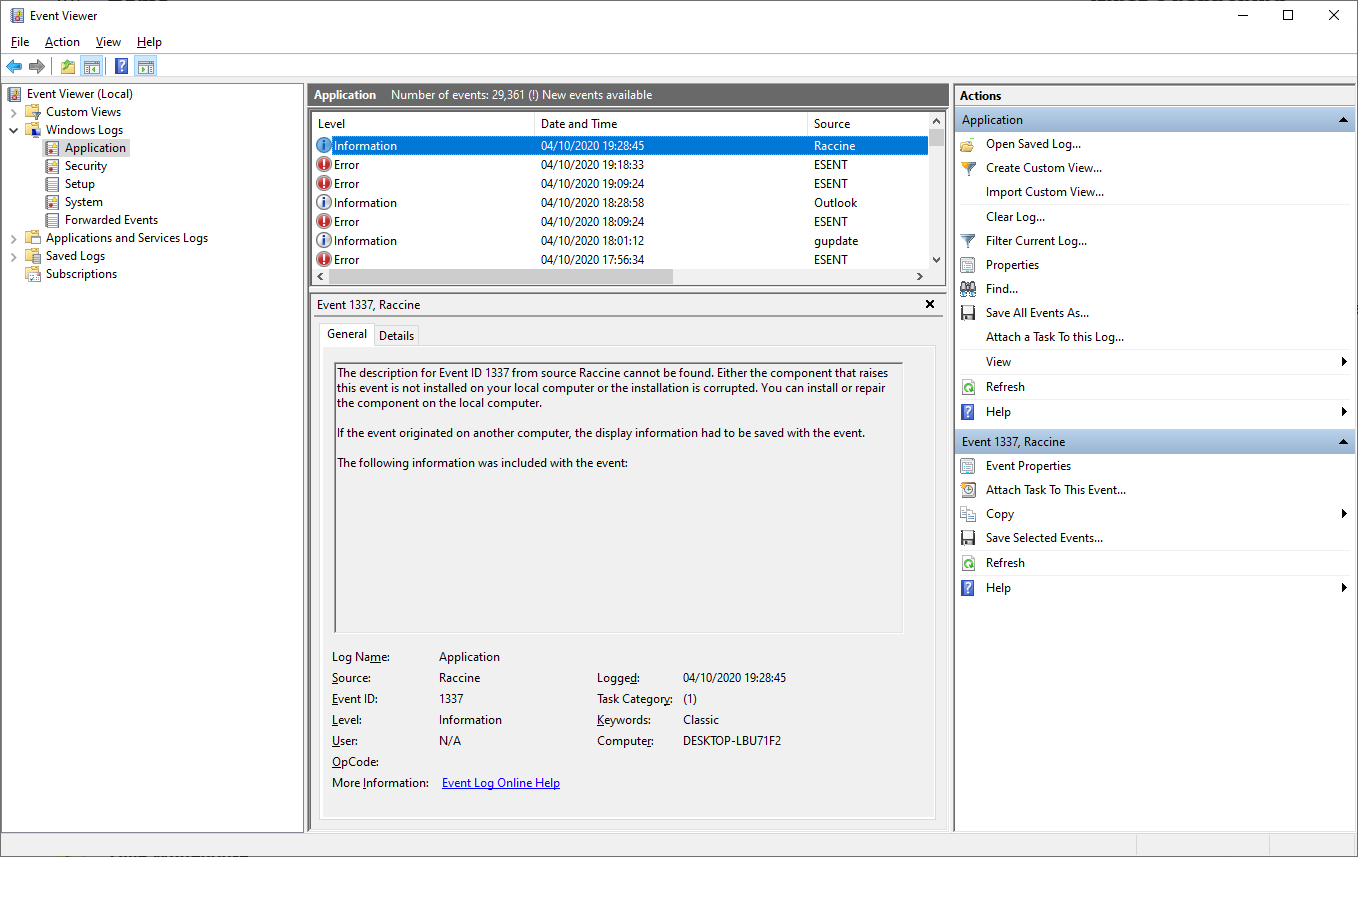 Event Viewer
File Action View Help
Event Viewer (Local)
Custom Views
Windows Logs
Application
Security
Setup
System
Forwarded Events
Applications and Services Logs
Saved Logs
Subscriptions
Application Number of events: 29,361 (!) New events available
Level Date and Time Source
Information 04/10/2020 19:28:45 Raccine
Error 04/10/2020 19:18:33 ESENT
Error 04/10/2020 19:09:24 ESENT
Information 04/10/2020 18:28:58 Outlook
Error 04/10/2020 18:09:24 ESENT
Information 04/10/2020 18:01:12 gupdate
Error 04/10/2020 17:56:34 ESENT
Event 1337, Raccine
General Details
The description for Event ID 1337 from source Raccine cannot be found. Either the component that raises
this event is not installed on your local computer or the installation is corrupted. You can install or repair
the component on the local computer.
If the event originated on another computer, the display information had to be saved with the event.
The following information was included with the event:
Log Name: Application
Source: Raccine Logged: 04/10/2020 19:28:45
Event ID: 1337 Task Category: (1)
Level: Information Keywords: Classic
User: N/A Computer: DESKTOP-LBU71F2
OpCode:
More Information: Event Log Online Help
Actions
Application
Open Saved Log...
Create Custom View...
Import Custom View...
Clear Log...
Filter Current Log...
Properties
Find...
Save All Events As...
Attach a Task To this Log...
View
Refresh
Help
Event 1337, Raccine
Event Properties
Attach Task To This Event...
Copy
Save Selected Events...
Refresh
Help